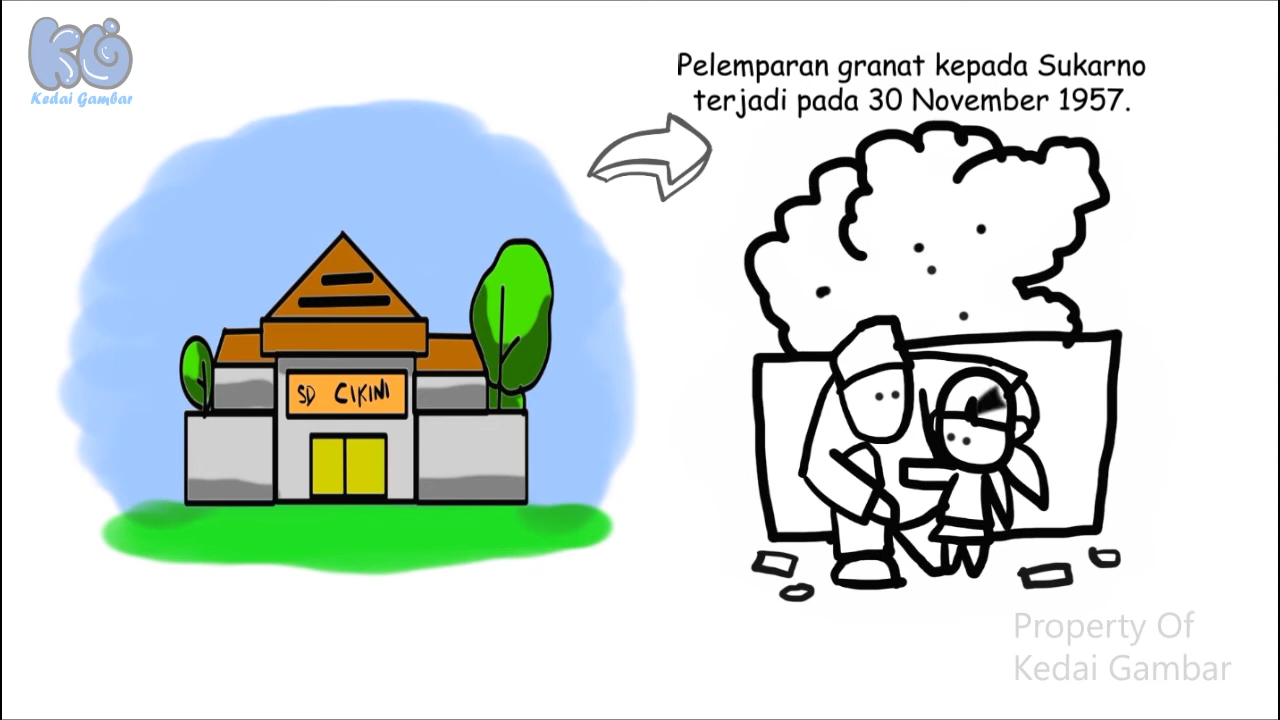 KG
Kedai Gambar
Pelemparan granat kepada Sukarno
terjadi pada 30 November 1957.
SD CIKINI
Property Of
Kedai Gambar